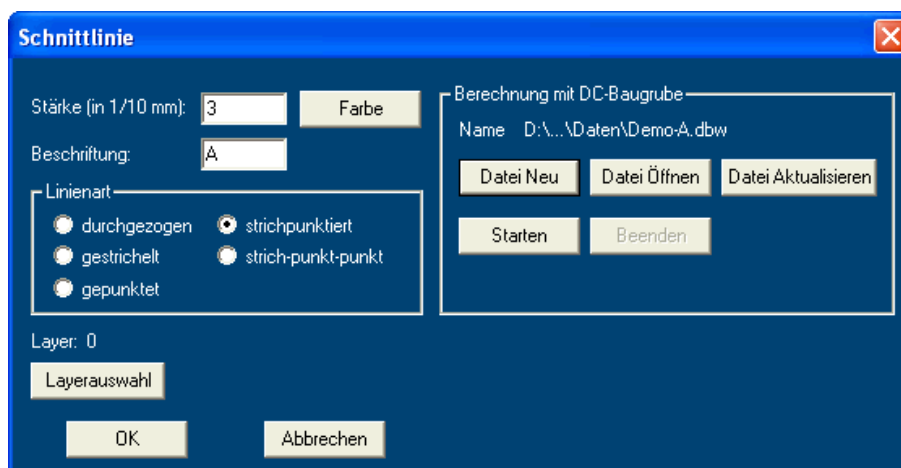 Schnittlinie
Stärke (in 1/10 mm): 3 Farbe
Beschriftung: A
Linienart
durchgezogen strichpunktiert
gestrichelt strich-punkt-punkt
gepunktet
Layer: 0
Layerauswahl
OK Abbrechen
Berechnung mit DC-Baugrube
Name D:\...\Daten\Demo-A.dbw
Datei Neu Datei Öffnen Datei Aktualisieren
Starten Beenden